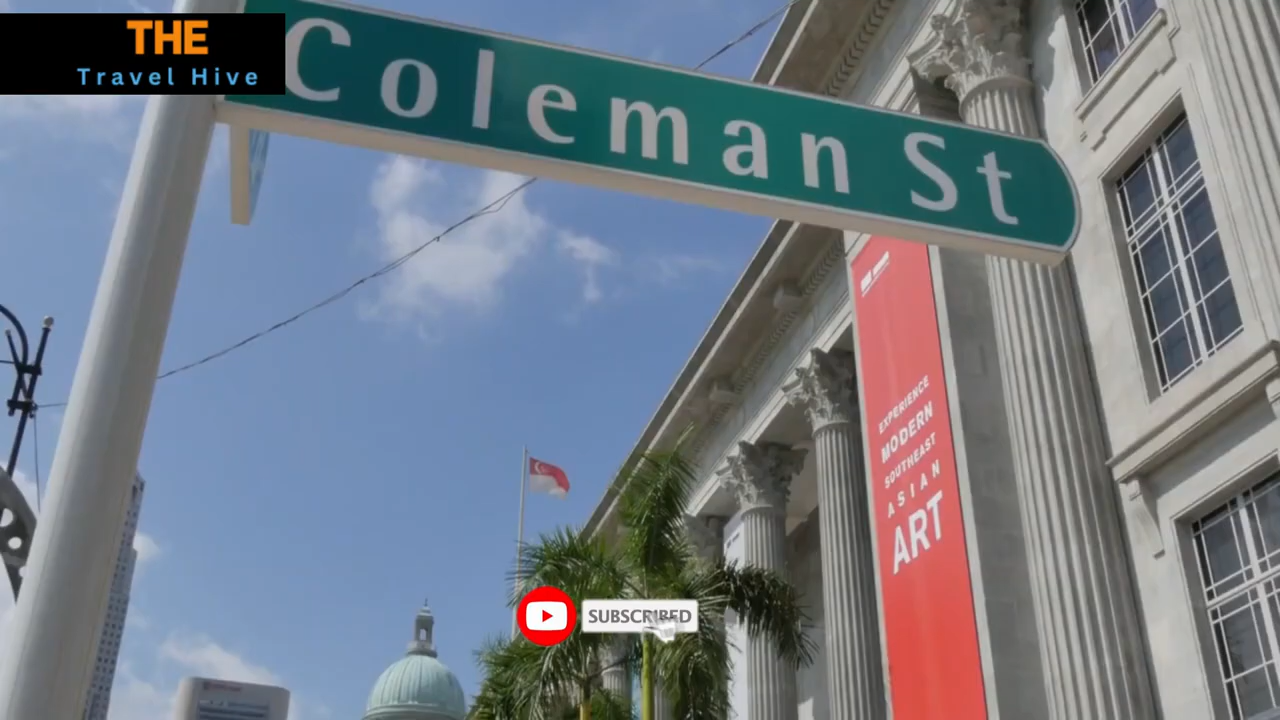 THE
Travel Hive
Coleman St
EXPERIENCE
MODERN
SOUTHEAST
ASIAN
ART
SUBSCRIBED